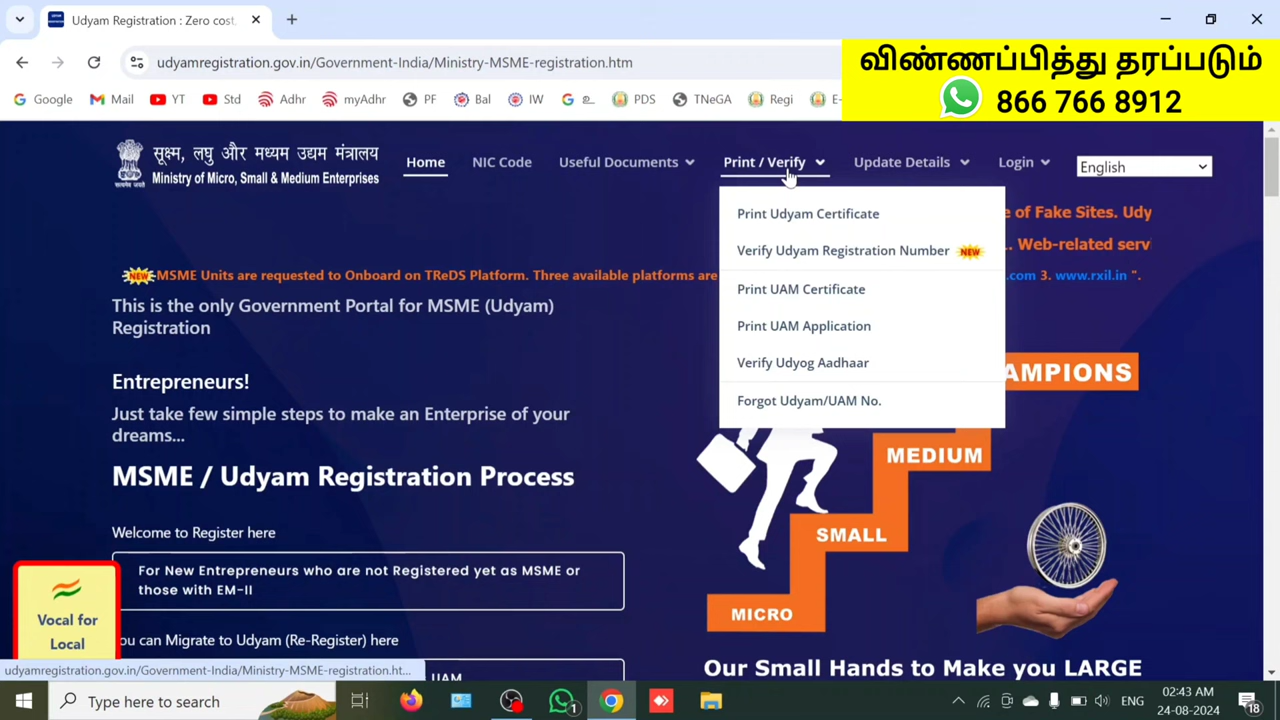 Udyam Registration : Zero cost,
udyamregistration.gov.in/Government-India/Ministry-MSME-registration.htm
விண்ணப்பித்து தரப்படும்
866 766 8912
Google Mail YT Std Adhr myAdhr PF Bal IW உ... PDS TNeGA Regi E-
सूक्ष्म, लघु और मध्यम उद्यम मंत्रालय
Ministry of Micro, Small & Medium Enterprises
Home NIC Code Useful Documents Print / Verify Update Details Login English
Print Udyam Certificate
Verify Udyam Registration Number NEW
Print UAM Certificate
Print UAM Application
Verify Udyog Aadhaar
Forgot Udyam/UAM No.
e of Fake Sites. Udy
.. Web-related serv
NEW MSME Units are requested to Onboard on TReDS Platform. Three available platforms are
.com 3. www.rxil.in ".
This is the only Government Portal for MSME (Udyam)
Registration
Entrepreneurs!
Just take few simple steps to make an Enterprise of your
dreams...
MSME / Udyam Registration Process
Welcome to Register here
For New Entrepreneurs who are not Registered yet as MSME or
those with EM-II
ou can Migrate to Udyam (Re-Register) here
UAM
Vocal for
Local
AMPIONS
MEDIUM
SMALL
MICRO
Our Small Hands to Make you LARGE
udyamregistration.gov.in/Government-India/Ministry-MSME-registration.ht...
Type here to search
1
ENG
02:43 AM
24-08-2024
18